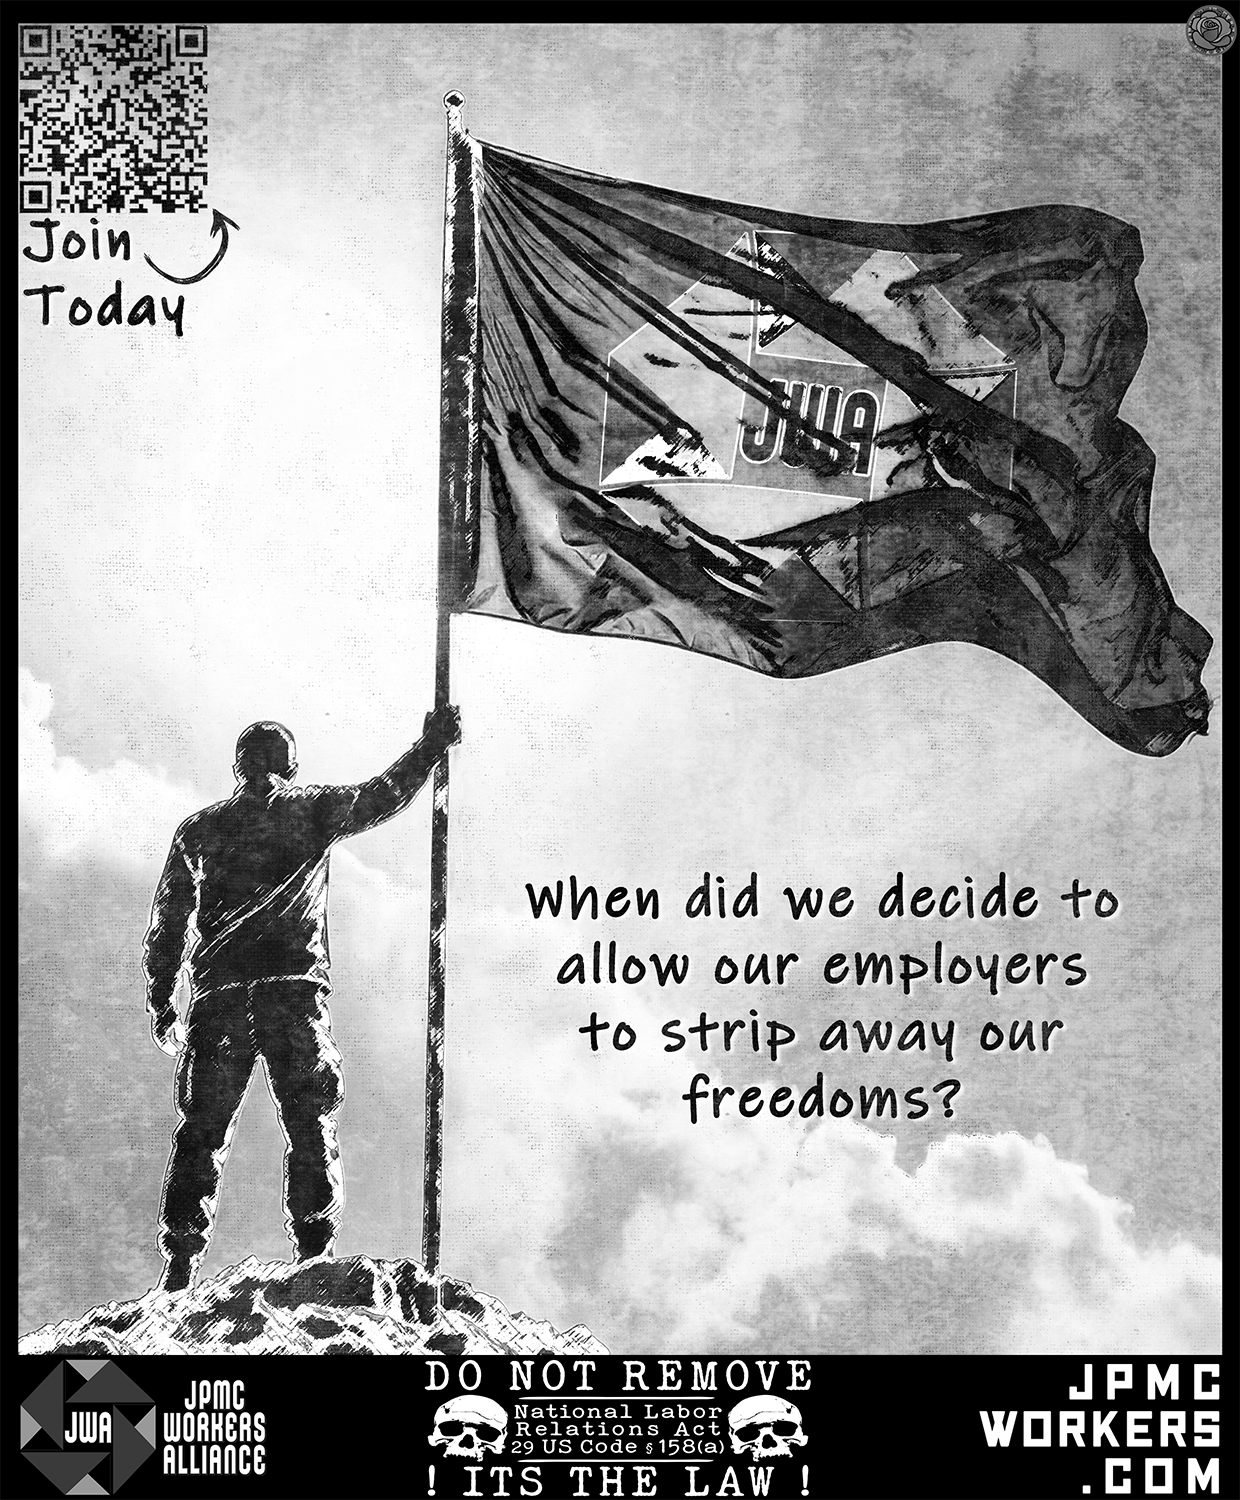 Join
Today
JWA
When did we decide to
allow our employers
to strip away our
freedoms?
JWA
JPMC
WORKERS
ALLIANCE
DO NOT REMOVE
National Labor
Relations Act
29 US Code § 158(a)
! ITS THE LAW !
JPMC
WORKERS
.COM